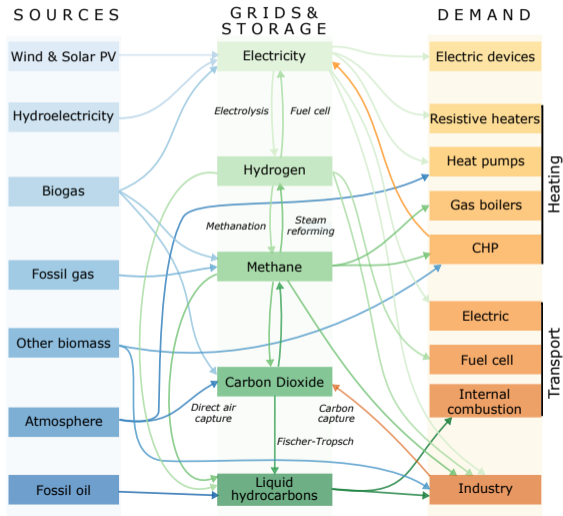 SOURCES
GRIDS &
STORAGE
DEMAND
Wind & Solar PV
Hydroelectricity
Biogas
Fossil gas
Other biomass
Atmosphere
Fossil oil
Electricity
Electrolysis
Fuel cell
Hydrogen
Methanation
Steam
reforming
Methane
Carbon Dioxide
Direct air
capture
Carbon
capture
Fischer-Tropsch
Liquid
hydrocarbons
Electric devices
Resistive heaters
Heat pumps
Gas boilers
CHP
Heating
Electric
Fuel cell
Internal
combustion
Transport
Industry